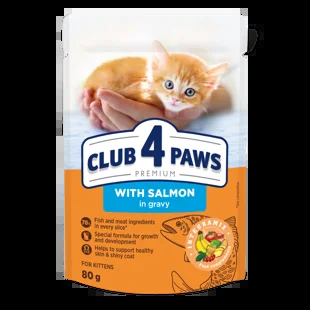 CLUB 4 PAWS
PREMIUM
WITH SALMON
in gravy
Fish and meat ingredients
in every slice*
Special formula for growth
and development
Helps to support healthy
skin & shiny coat
FOR KITTENS
80 g